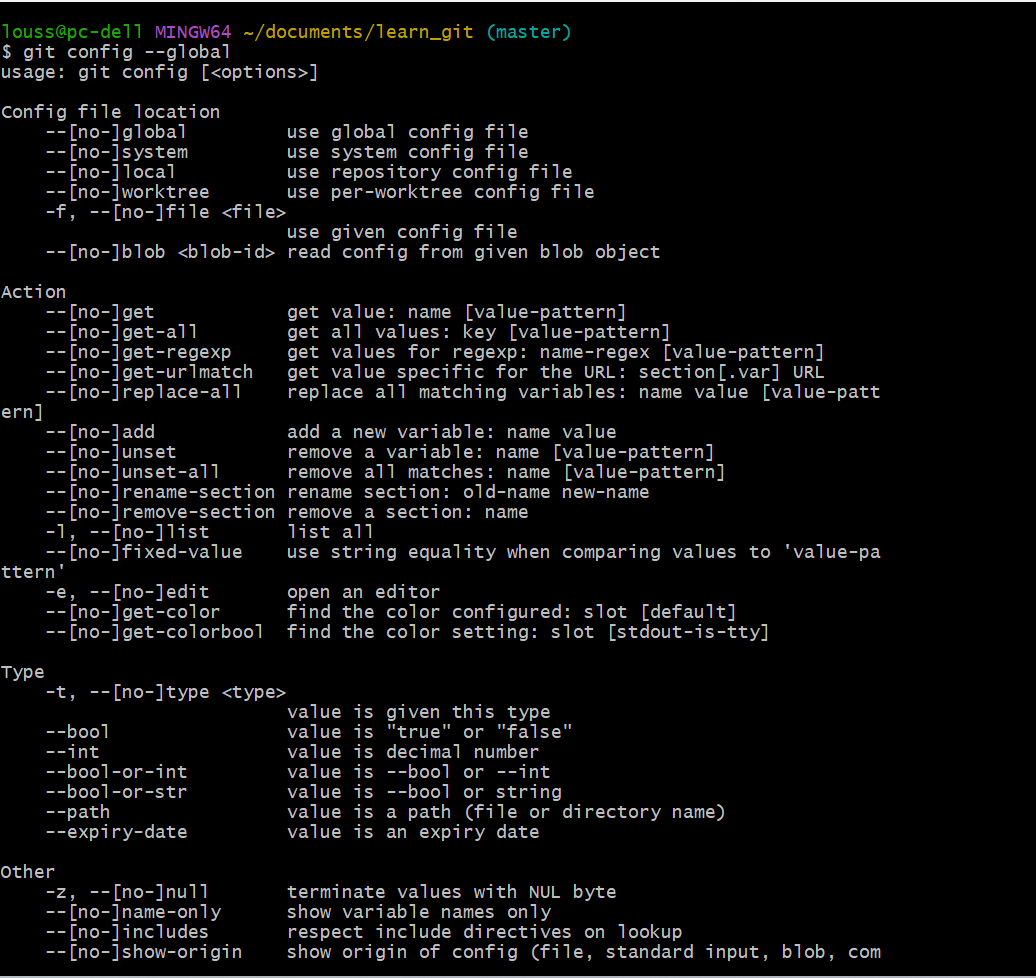 louss@pc-dell MINGW64 ~/documents/learn_git (master)
$ git config --global
usage: git config [<options>]

Config file location
    --[no-]global         use global config file
    --[no-]system         use system config file
    --[no-]local          use repository config file
    --[no-]worktree       use per-worktree config file
    -f, --[no-]file <file>
                          use given config file
    --[no-]blob <blob-id> read config from given blob object

Action
    --[no-]get            get value: name [value-pattern]
    --[no-]get-all        get all values: key [value-pattern]
    --[no-]get-regexp     get values for regexp: name-regex [value-pattern]
    --[no-]get-urlmatch   get value specific for the URL: section[.var] URL
    --[no-]replace-all    replace all matching variables: name value [value-patt
ern]
    --[no-]add            add a new variable: name value
    --[no-]unset          remove a variable: name [value-pattern]
    --[no-]unset-all      remove all matches: name [value-pattern]
    --[no-]rename-section rename section: old-name new-name
    --[no-]remove-section remove a section: name
    -l, --[no-]list       list all
    --[no-]fixed-value    use string equality when comparing values to 'value-pa
ttern'
    -e, --[no-]edit       open an editor
    --[no-]get-color      find the color configured: slot [default]
    --[no-]get-colorbool  find the color setting: slot [stdout-is-tty]

Type
    -t, --[no-]type <type>
                          value is given this type
    --bool                value is "true" or "false"
    --int                 value is decimal number
    --bool-or-int         value is --bool or --int
    --bool-or-str         value is --bool or string
    --path                value is a path (file or directory name)
    --expiry-date         value is an expiry date

Other
    -z, --[no-]null       terminate values with NUL byte
    --[no-]name-only      show variable names only
    --[no-]includes       respect include directives on lookup
    --[no-]show-origin    show origin of config (file, standard input, blob, com